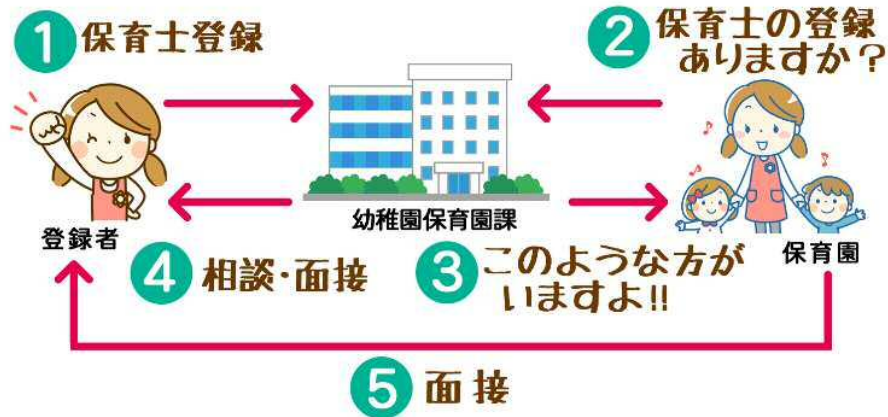 1 保育士登録
2 保育士の登録
ありますか？
登録者
幼稚園保育園課
保育園
4 相談・面接
3 このような方が
いますよ!!
5 面接